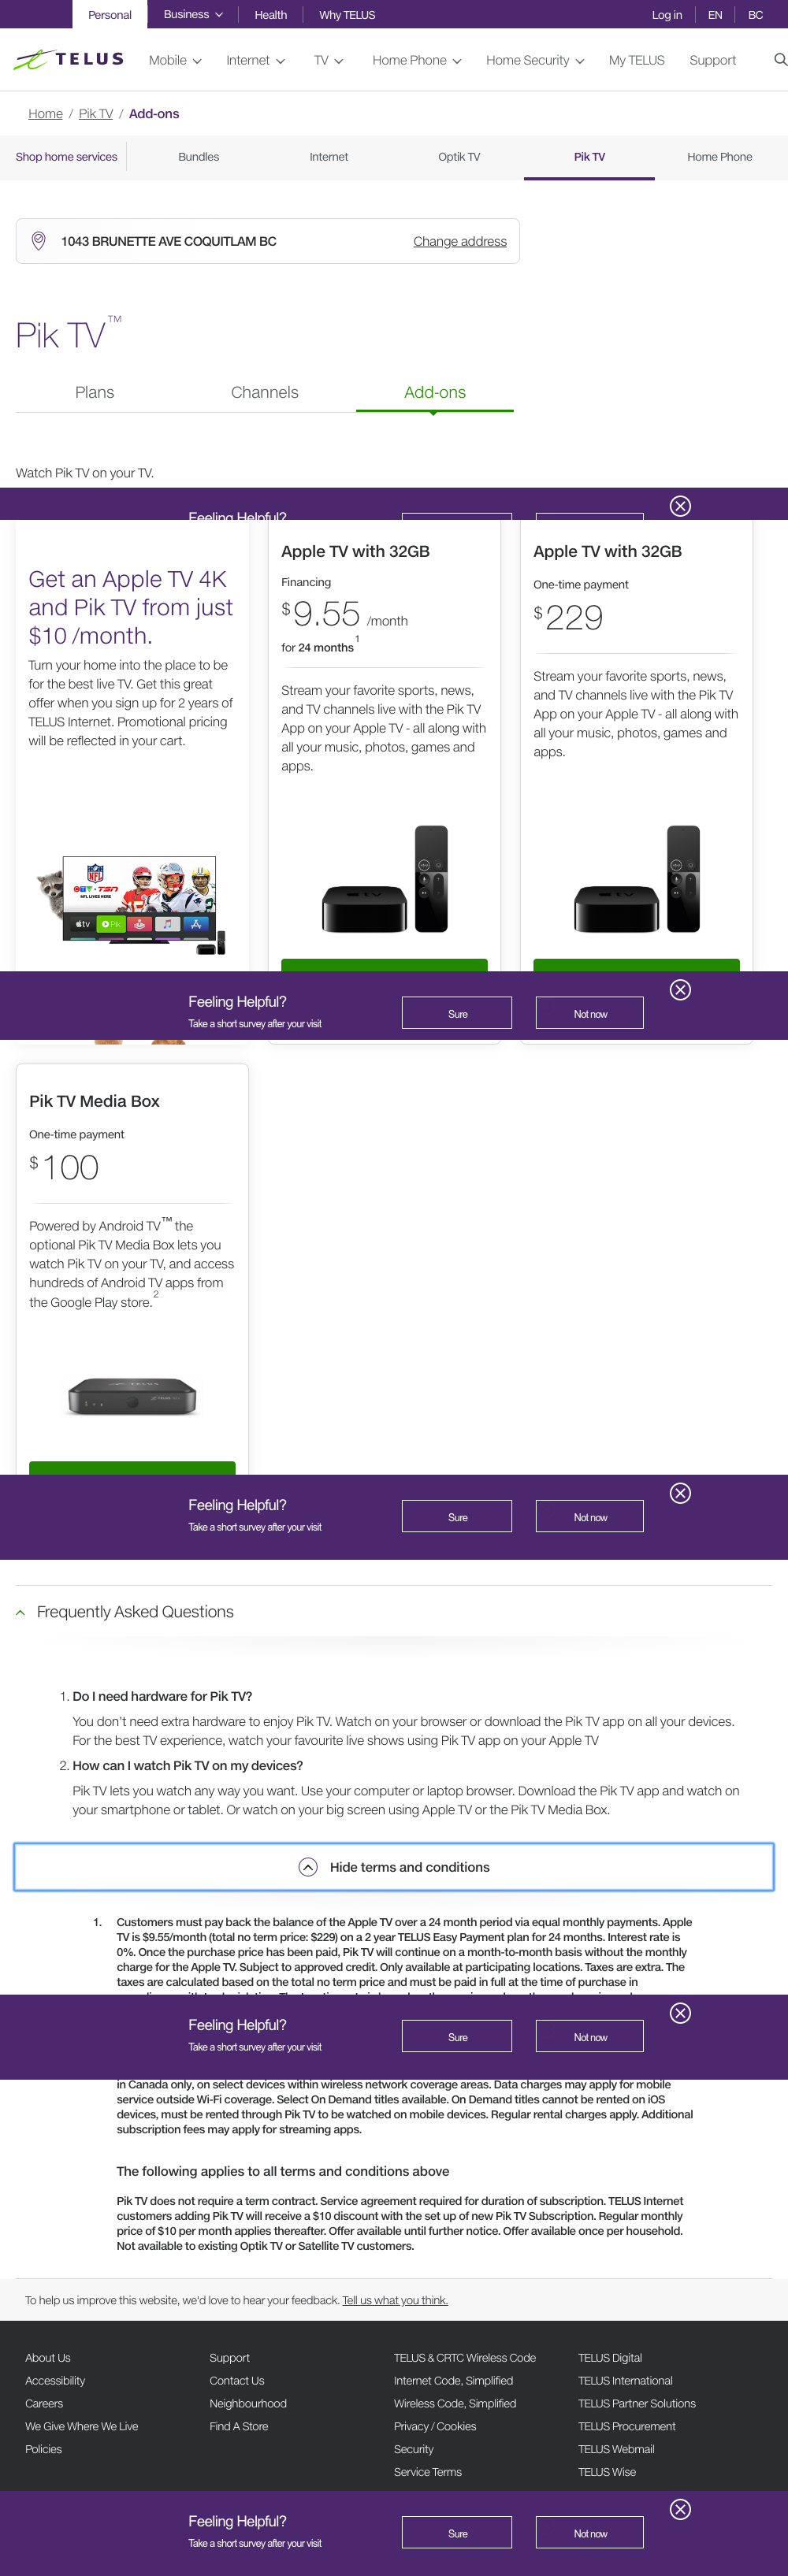 Personal
Business
Health
Why TELUS
Log in
EN
BC
TELUS
Mobile
Internet
TV
Home Phone
Home Security
My TELUS
Support
Home / Pik TV / Add-ons
Shop home services
Bundles
Internet
Optik TV
Pik TV
Home Phone
1043 BRUNETTE AVE COQUITLAM BC
Change address
Pik TV™
Plans
Channels
Add-ons
Watch Pik TV on your TV.
Feeling Helpful?
Get an Apple TV 4K
and Pik TV from just
$10 /month.
Turn your home into the place to be
for the best live TV. Get this great
offer when you sign up for 2 years of
TELUS Internet. Promotional pricing
will be reflected in your cart.
NFL
CTV TSN
NFL LIVES HERE
tv
Pik
Apple TV with 32GB
Financing
$9.55 /month
for 24 months1
Stream your favorite sports, news,
and TV channels live with the Pik TV
App on your Apple TV - all along with
all your music, photos, games and
apps.
Apple TV with 32GB
One-time payment
$229
Stream your favorite sports, news,
and TV channels live with the Pik TV
App on your Apple TV - all along with
all your music, photos, games and
apps.
Feeling Helpful?
Take a short survey after your visit
Sure
Not now
Pik TV Media Box
One-time payment
$100
Powered by Android TV™ the
optional Pik TV Media Box lets you
watch Pik TV on your TV, and access
hundreds of Android TV apps from
the Google Play store.2
Feeling Helpful?
Take a short survey after your visit
Sure
Not now
Frequently Asked Questions
1. Do I need hardware for Pik TV?
You don't need extra hardware to enjoy Pik TV. Watch on your browser or download the Pik TV app on all your devices.
For the best TV experience, watch your favourite live shows using Pik TV app on your Apple TV
2. How can I watch Pik TV on my devices?
Pik TV lets you watch any way you want. Use your computer or laptop browser. Download the Pik TV app and watch on
your smartphone or tablet. Or watch on your big screen using Apple TV or the Pik TV Media Box.
Hide terms and conditions
1. Customers must pay back the balance of the Apple TV over a 24 month period via equal monthly payments. Apple
TV is $9.55/month (total no term price: $229) on a 2 year TELUS Easy Payment plan for 24 months. Interest rate is
0%. Once the purchase price has been paid, Pik TV will continue on a month-to-month basis without the monthly
charge for the Apple TV. Subject to approved credit. Only available at participating locations. Taxes are extra. The
taxes are calculated based on the total no term price and must be paid in full at the time of purchase in
Feeling Helpful?
Take a short survey after your visit
Sure
Not now
in Canada only, on select devices within wireless network coverage areas. Data charges may apply for mobile
service outside Wi-Fi coverage. Select On Demand titles available. On Demand titles cannot be rented on iOS
devices, must be rented through Pik TV to be watched on mobile devices. Regular rental charges apply. Additional
subscription fees may apply for streaming apps.
The following applies to all terms and conditions above
Pik TV does not require a term contract. Service agreement required for duration of subscription. TELUS Internet
customers adding Pik TV will receive a $10 discount with the set up of new Pik TV Subscription. Regular monthly
price of $10 per month applies thereafter. Offer available until further notice. Offer available once per household.
Not available to existing Optik TV or Satellite TV customers.
To help us improve this website, we'd love to hear your feedback. Tell us what you think.
About Us
Accessibility
Careers
We Give Where We Live
Policies
Support
Contact Us
Neighbourhood
Find A Store
TELUS & CRTC Wireless Code
Internet Code, Simplified
Wireless Code, Simplified
Privacy / Cookies
Security
Service Terms
TELUS Digital
TELUS International
TELUS Partner Solutions
TELUS Procurement
TELUS Webmail
TELUS Wise
Feeling Helpful?
Take a short survey after your visit
Sure
Not now